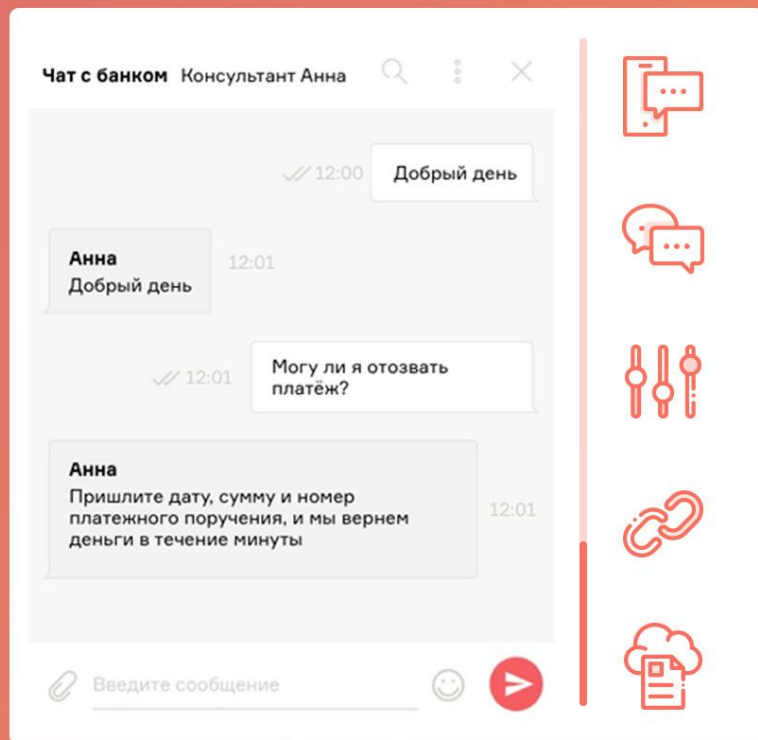 Чат с банком Консультант Анна
12:00 Добрый день
Анна
12:01
Добрый день
Могу ли я отозвать
12:01
платёж?
Анна
Пришлите дату, сумму и номер
12:01
платежного поручения, и мы вернем
деньги в течение минуты
Введите сообщение